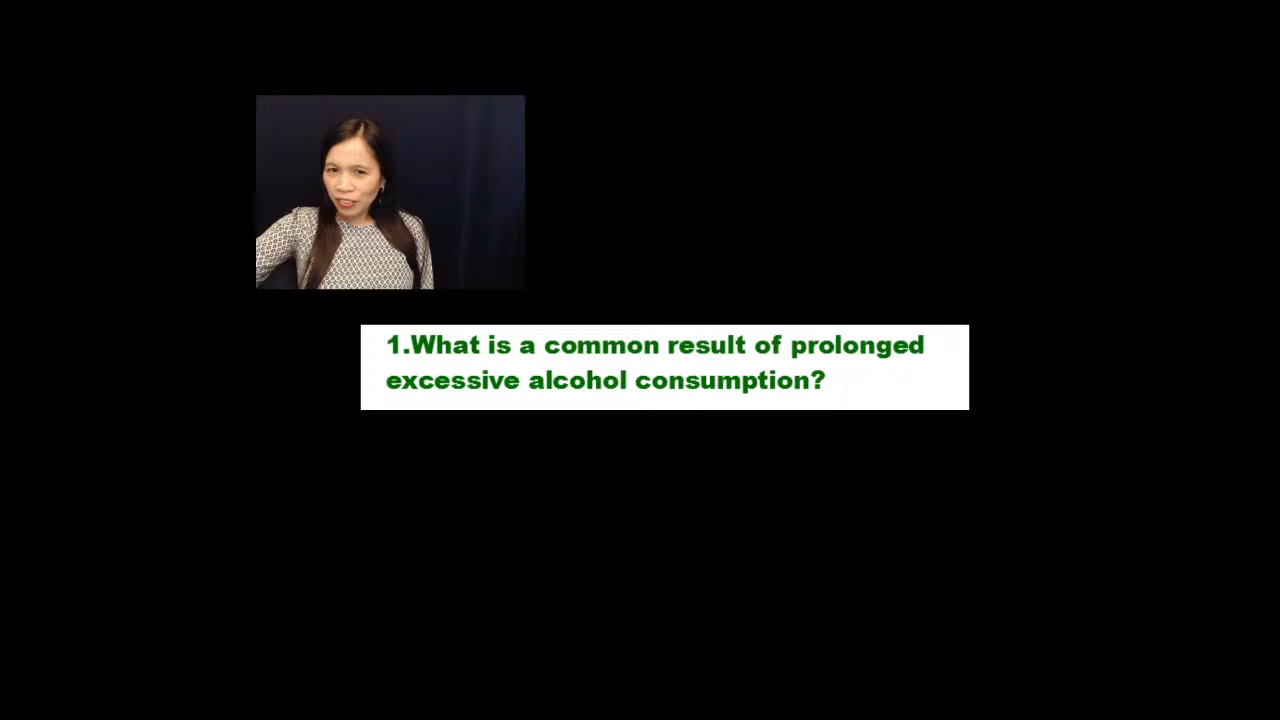 1.What is a common result of prolonged
excessive alcohol consumption?